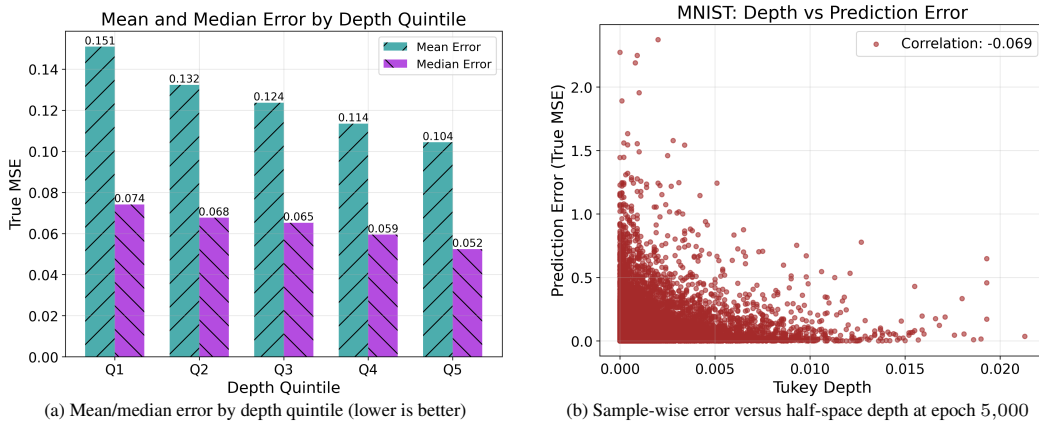 Mean and Median Error by Depth Quintile
Mean Error
Median Error
0.151
0.132
0.124
0.114
0.104
0.074
0.068
0.065
0.059
0.052
True MSE
0.14
0.12
0.10
0.08
0.06
0.04
0.02
0.00
Q1 Q2 Q3 Q4 Q5
Depth Quintile
(a) Mean/median error by depth quintile (lower is better)
MNIST: Depth vs Prediction Error
Correlation: -0.069
Prediction Error (True MSE)
2.0
1.5
1.0
0.5
0.0
0.000 0.005 0.010 0.015 0.020
Tukey Depth
(b) Sample-wise error versus half-space depth at epoch 5,000